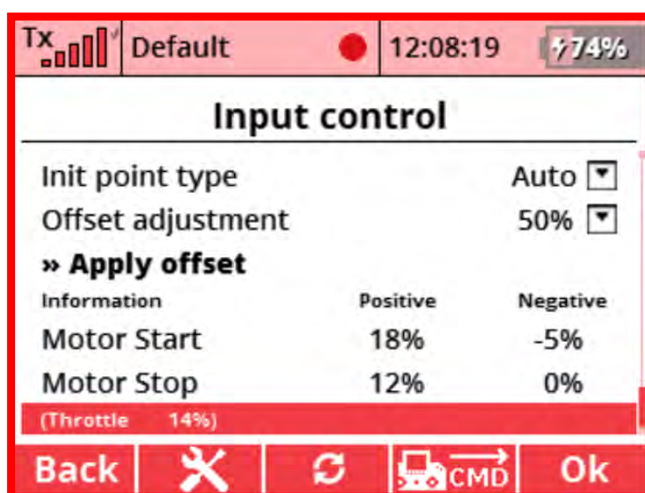 Tx Default 12:08:19 74%
Input control
Init point type Auto
Offset adjustment 50%
» Apply offset
Information Positive Negative
Motor Start 18% -5%
Motor Stop 12% 0%
(Throttle 14%)
Back CMD Ok